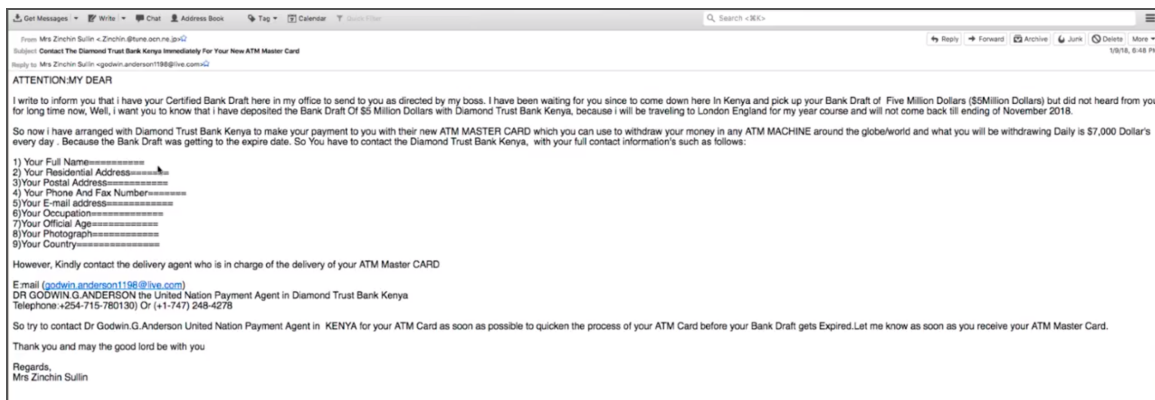 Get Messages Write Chat Address Book Tag Calendar Quick Filter Search <⌘K>
From Mrs Zinchin Sullin <.Zinchin.@ture.ocn.ne.jp> Reply Forward Archive Junk Delete More
Subject Contact The Diamond Trust Bank Kenya Immediately For Your New ATM Master Card 1/9/18, 6:48 PM
Reply to Mrs Zinchin Sullin <godwin.anderson1198@live.com>
ATTENTION:MY DEAR
I write to inform you that i have your Certified Bank Draft here in my office to send to you as directed by my boss. I have been waiting for you since to come down here In Kenya and pick up your Bank Draft of Five Million Dollars ($5Million Dollars) but did not heard from you
for long time now, Well, i want you to know that i have deposited the Bank Draft Of $5 Million Dollars with Diamond Trust Bank Kenya, because i will be traveling to London England for my year course and will not come back till ending of November 2018.
So now i have arranged with Diamond Trust Bank Kenya to make your payment to you with their new ATM MASTER CARD which you can use to withdraw your money in any ATM MACHINE around the globe/world and what you will be withdrawing Daily is $7,000 Dollar's
every day . Because the Bank Draft was getting to the expire date. So You have to contact the Diamond Trust Bank Kenya, with your full contact information's such as follows:
1) Your Full Name==========
2) Your Residential Address=======
3)Your Postal Address===========
4) Your Phone And Fax Number=======
5)Your E-mail address============
6)Your Occupation=============
7)Your Official Age============
8)Your Photograph============
9)Your Country===============
However, Kindly contact the delivery agent who is in charge of the delivery of your ATM Master CARD
E:mail (godwin.anderson1198@live.com)
DR GODWIN.G.ANDERSON the United Nation Payment Agent in Diamond Trust Bank Kenya
Telephone:+254-715-780130) Or (+1-747) 248-4278
So try to contact Dr Godwin.G.Anderson United Nation Payment Agent in KENYA for your ATM Card as soon as possible to quicken the process of your ATM Card before your Bank Draft gets Expired.Let me know as soon as you receive your ATM Master Card.
Thank you and may the good lord be with you
Regards,
Mrs Zinchin Sullin